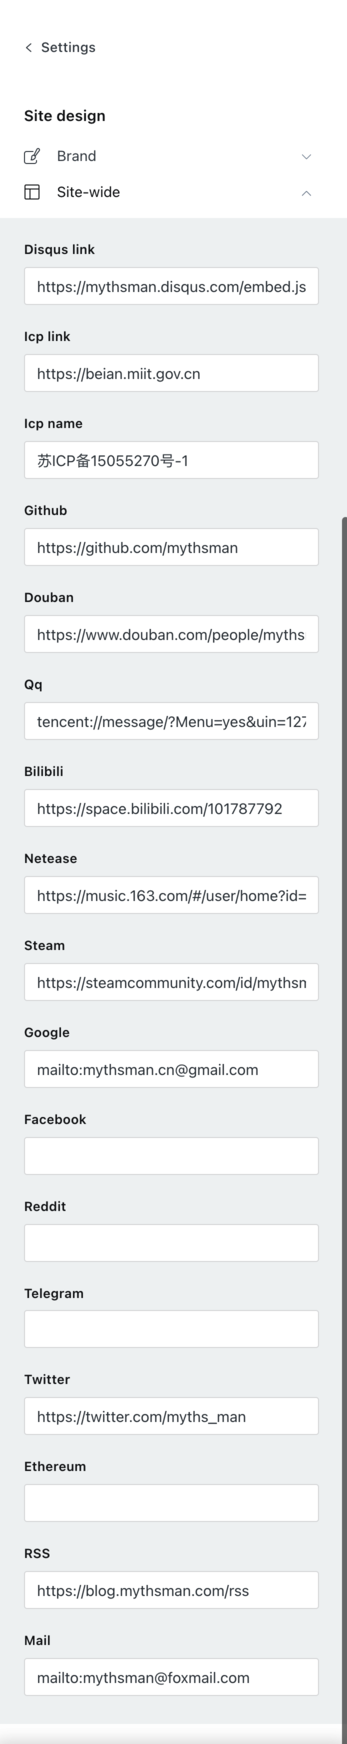 Settings
Site design
Brand
Site-wide
Disqus link
https://mythsman.disqus.com/embed.js
Icp link
https://beian.miit.gov.cn
Icp name
苏ICP备15055270号-1
Github
https://github.com/mythsman
Douban
https://www.douban.com/people/myths
Qq
tencent://message/?Menu=yes&uin=127
Bilibili
https://space.bilibili.com/101787792
Netease
https://music.163.com/#/user/home?id=
Steam
https://steamcommunity.com/id/mythsm
Google
mailto:mythsman.cn@gmail.com
Facebook
Reddit
Telegram
Twitter
https://twitter.com/myths_man
Ethereum
RSS
https://blog.mythsman.com/rss
Mail
mailto:mythsman@foxmail.com